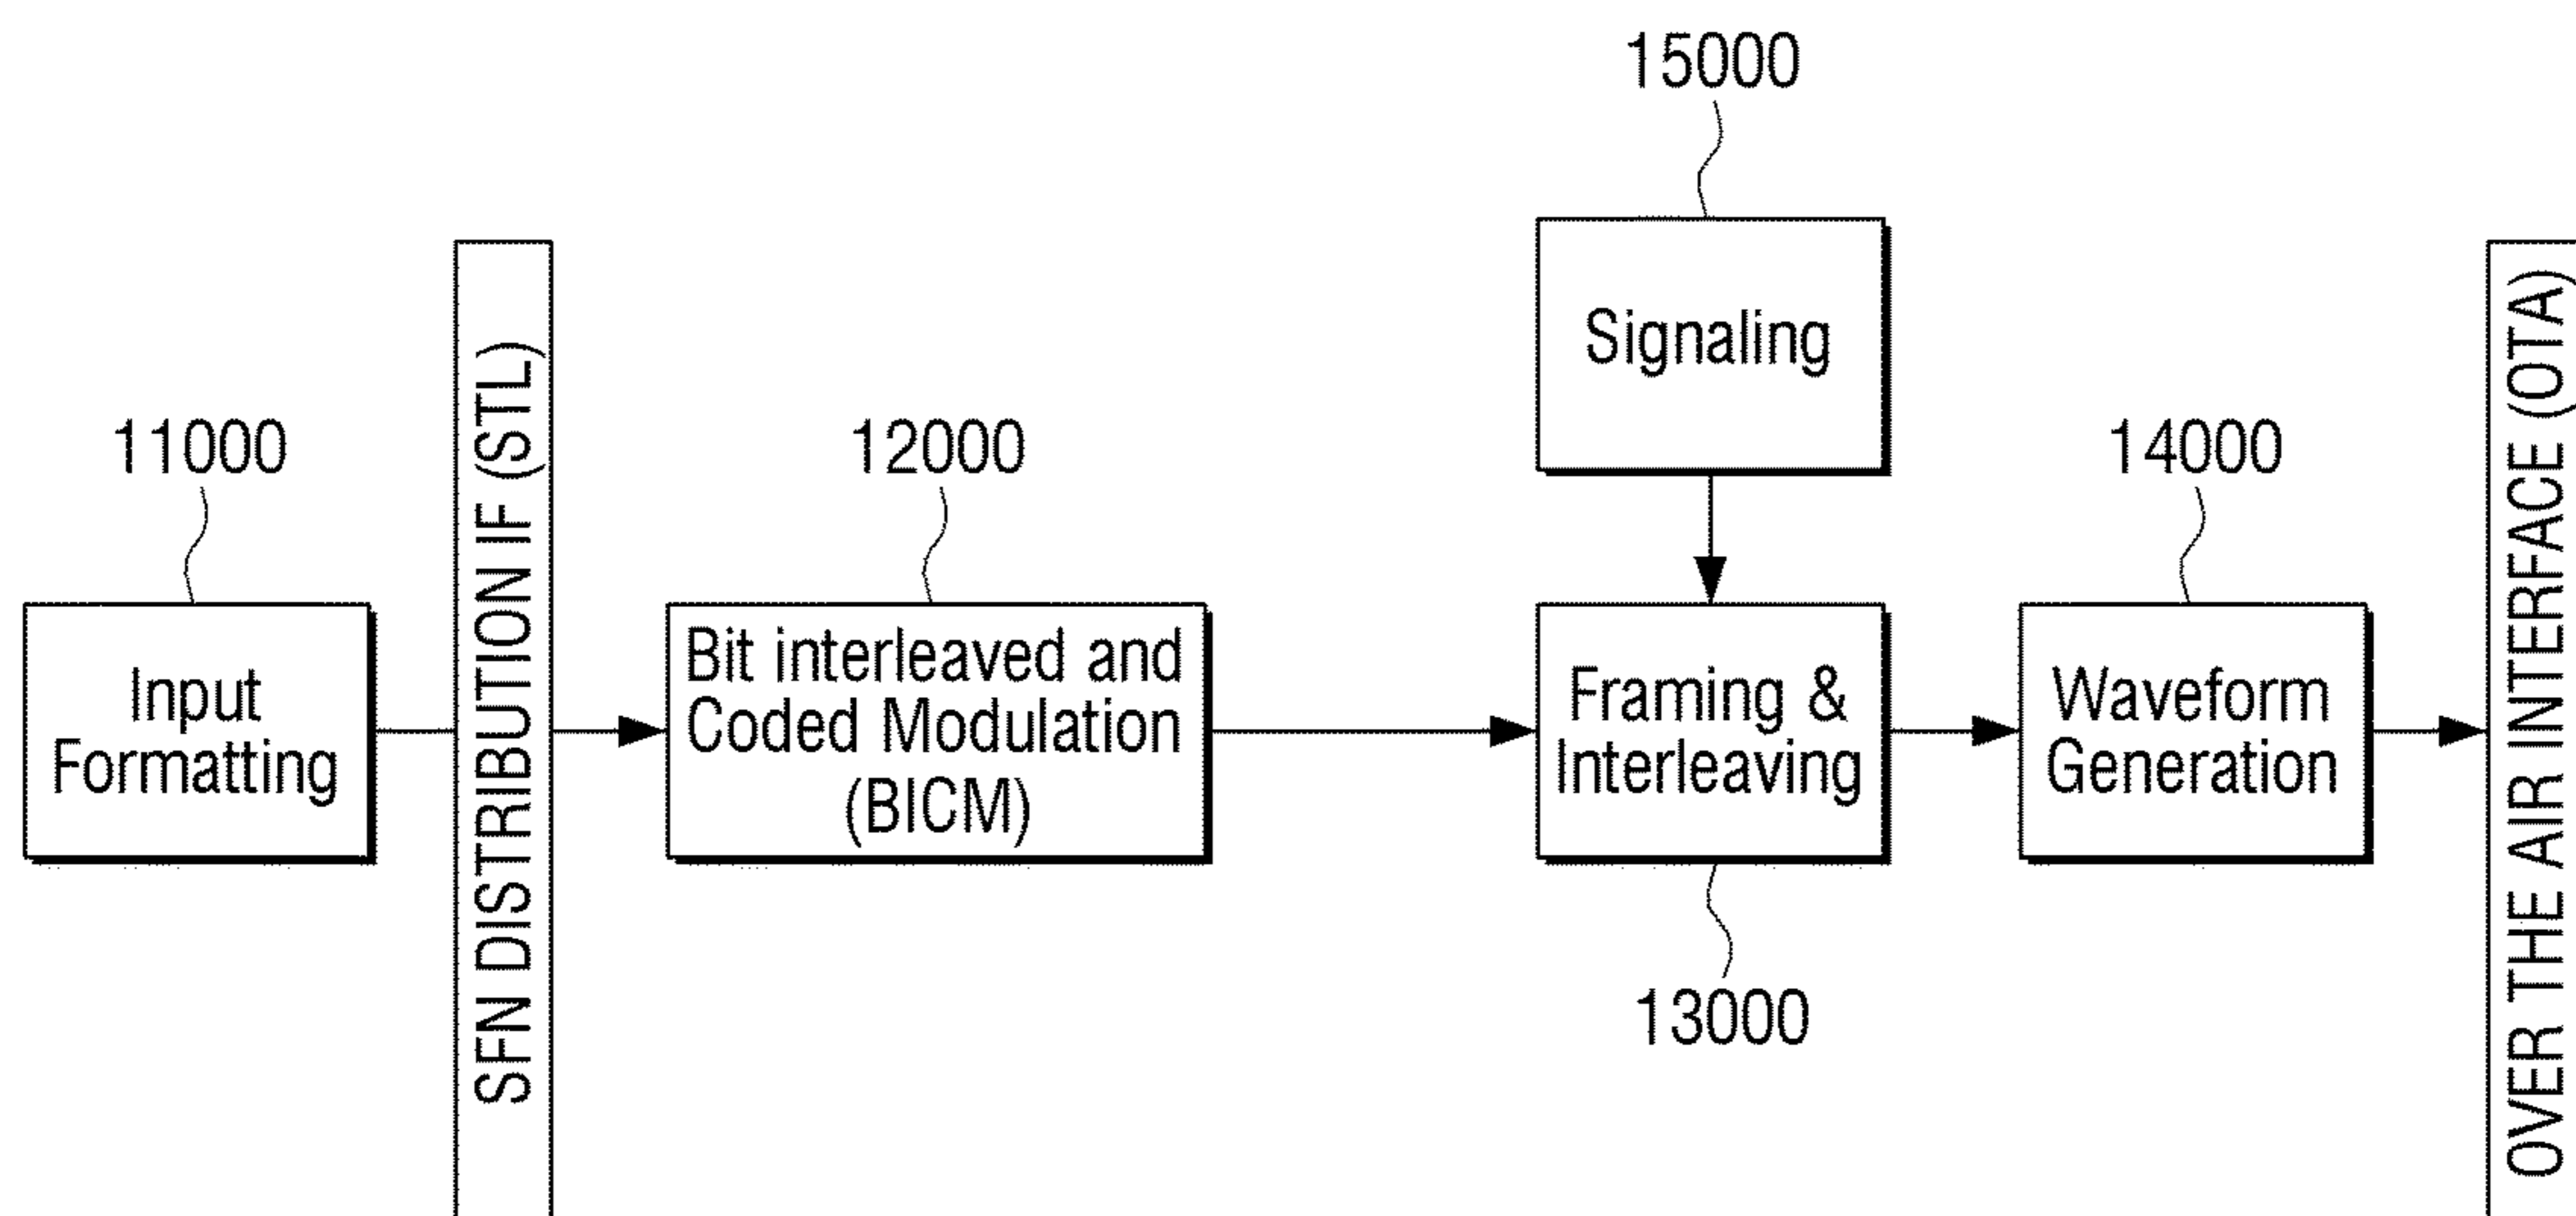 15000
Signaling
11000
SFN DISTRIBUTION IF (STL)
12000
14000
OVER THE AIR INTERFACE (OTA)
Input
Formatting
Bit interleaved and
Coded Modulation
(BICM)
Framing &
Interleaving
Waveform
Generation
13000